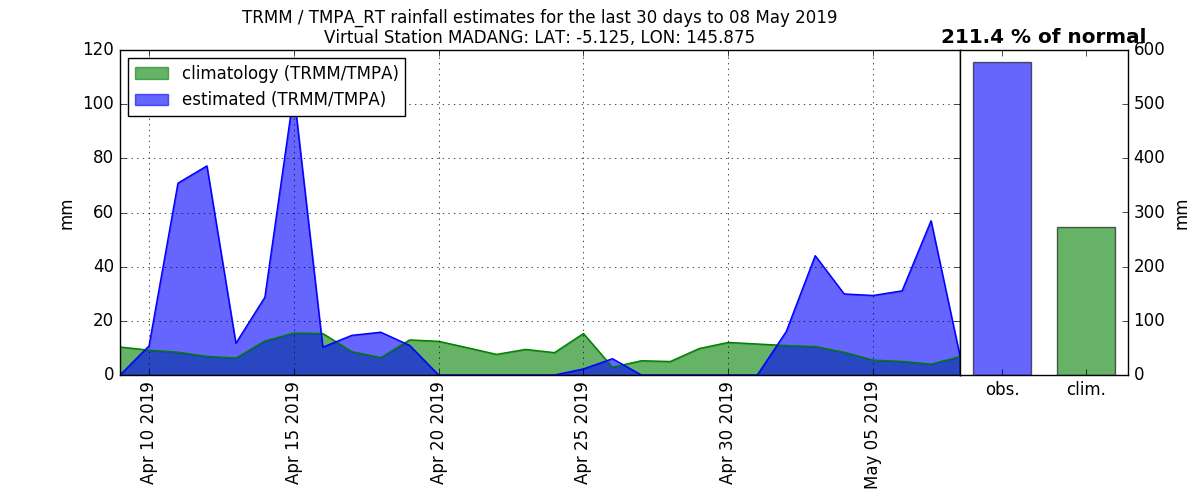 TRMM / TMPA_RT rainfall estimates for the last 30 days to 08 May 2019
Virtual Station MADANG: LAT: -5.125, LON: 145.875
211.4 % of normal
climatology (TRMM/TMPA)
estimated (TRMM/TMPA)
mm
120
100
80
60
40
20
0
Apr 10 2019
Apr 15 2019
Apr 20 2019
Apr 25 2019
Apr 30 2019
May 05 2019
obs.
clim.
600
500
400
300
200
100
0
mm